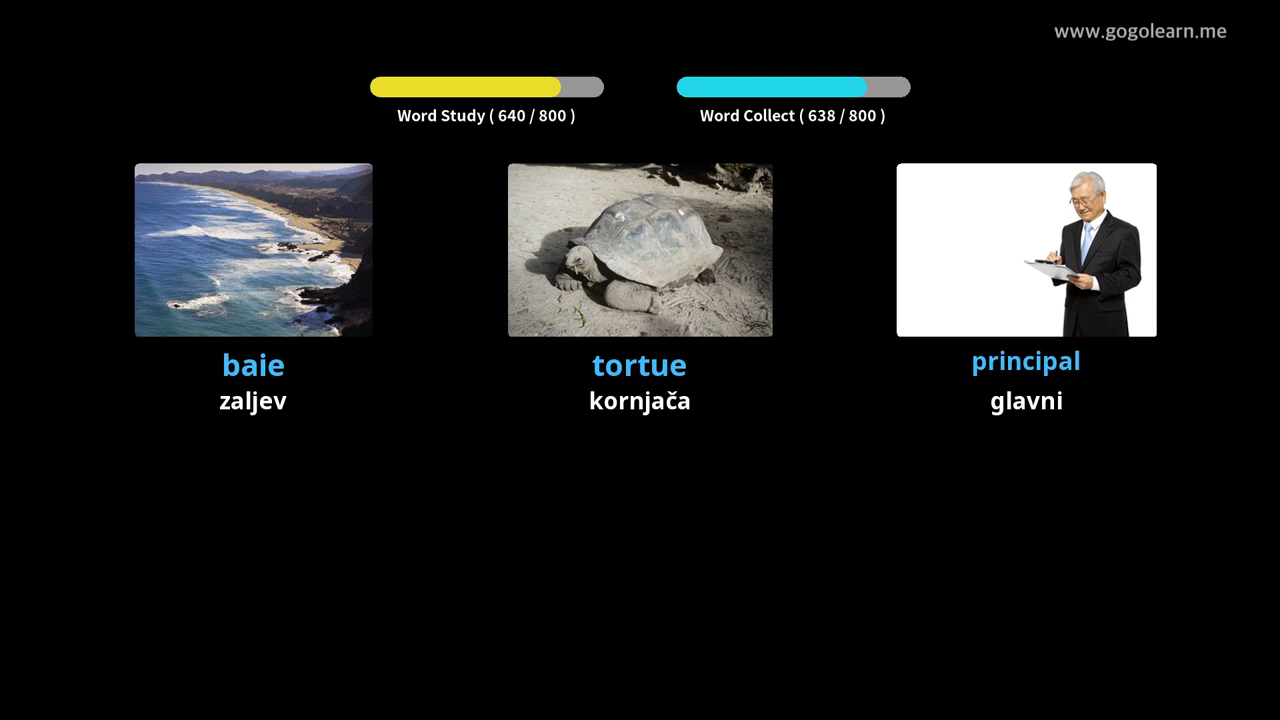 www.gogolearn.me
Word Study ( 640 / 800 )
Word Collect ( 638 / 800 )
baie
tortue
principal
zaljev
kornjača
glavni